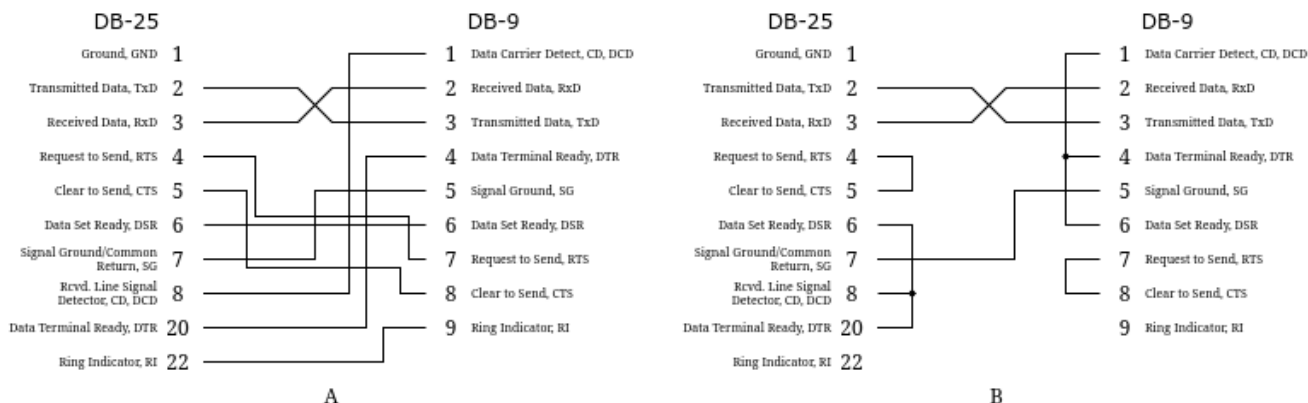 DB-25
DB-9
Ground, GND 1
1 Data Carrier Detect, CD, DCD
Transmitted Data, TxD 2
2 Received Data, RxD
Received Data, RxD 3
3 Transmitted Data, TxD
Request to Send, RTS 4
4 Data Terminal Ready, DTR
Clear to Send, CTS 5
5 Signal Ground, SG
Data Set Ready, DSR 6
6 Data Set Ready, DSR
Signal Ground/Common
Return, SG 7
7 Request to Send, RTS
Rcvd. Line Signal
Detector, CD, DCD 8
8 Clear to Send, CTS
Data Terminal Ready, DTR 20
9 Ring Indicator, RI
Ring Indicator, RI 22
A
DB-25
DB-9
Ground, GND 1
1 Data Carrier Detect, CD, DCD
Transmitted Data, TxD 2
2 Received Data, RxD
Received Data, RxD 3
3 Transmitted Data, TxD
Request to Send, RTS 4
4 Data Terminal Ready, DTR
Clear to Send, CTS 5
5 Signal Ground, SG
Data Set Ready, DSR 6
6 Data Set Ready, DSR
Signal Ground/Common
Return, SG 7
7 Request to Send, RTS
Rcvd. Line Signal
Detector, CD, DCD 8
8 Clear to Send, CTS
Data Terminal Ready, DTR 20
9 Ring Indicator, RI
Ring Indicator, RI 22
B